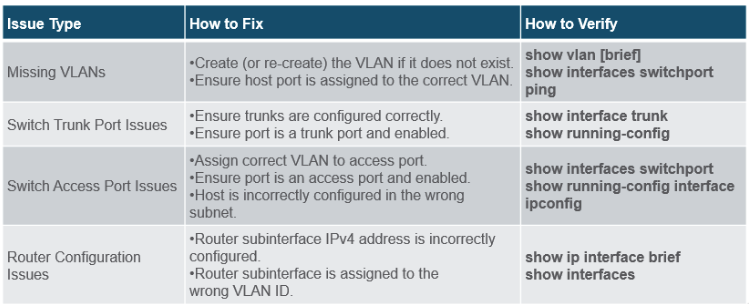 Issue Type
How to Fix
How to Verify
Missing VLANs
•Create (or re-create) the VLAN if it does not exist.
•Ensure host port is assigned to the correct VLAN.
show vlan [brief]
show interfaces switchport
ping
Switch Trunk Port Issues
•Ensure trunks are configured correctly.
•Ensure port is a trunk port and enabled.
show interface trunk
show running-config
Switch Access Port Issues
•Assign correct VLAN to access port.
•Ensure port is an access port and enabled.
•Host is incorrectly configured in the wrong
subnet.
show interfaces switchport
show running-config interface
ipconfig
Router Configuration
Issues
•Router subinterface IPv4 address is incorrectly
configured.
•Router subinterface is assigned to the
wrong VLAN ID.
show ip interface brief
show interfaces